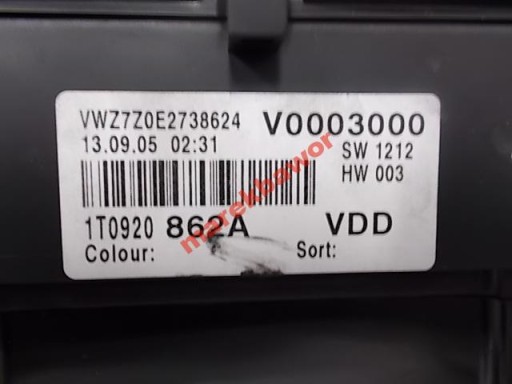 VWZ7Z0E2738624 V0003000
13.09.05 02:31 SW 1212
HW 003
1T0920 862A VDD
Colour: Sort:
marekbawor